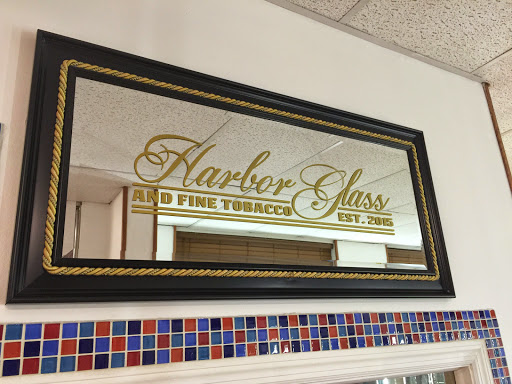 Harbor Glass
AND FINE TOBACCO EST. 2015